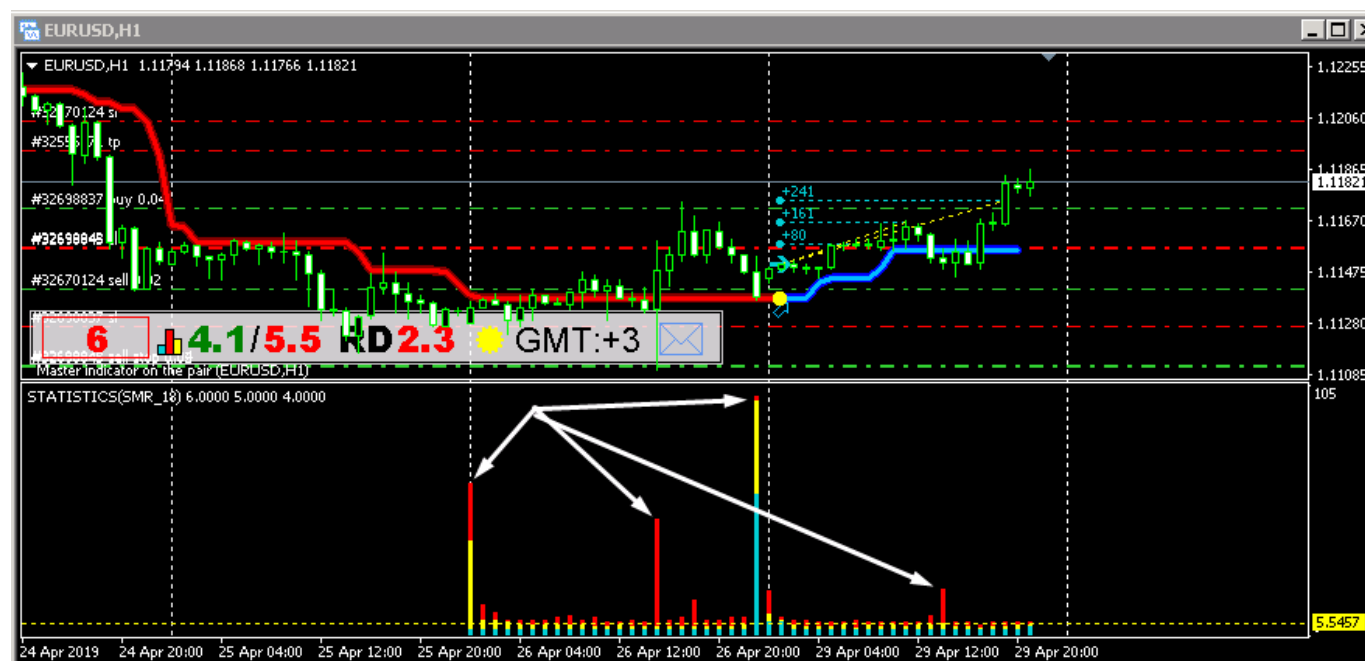 EURUSD,H1
EURUSD,H1 1.11794 1.11868 1.11766 1.11821
1.12255
#32670124 sl
1.12060
tp
1.11865
1.11821
#32698837 buy 0.04
+241
+161
1.11670
+80
1.11475
#32670124 sell
1.11280
6 4.1/5.5 RD 2.3 GMT:+3
Master indicator on the pair (EURUSD,H1)
1.11085
STATISTICS(SMR_18) 6.0000 5.0000 4.0000
105
5.5457
24 Apr 2019 24 Apr 20:00 25 Apr 04:00 25 Apr 12:00 25 Apr 20:00 26 Apr 04:00 26 Apr 12:00 26 Apr 20:00 29 Apr 04:00 29 Apr 12:00 29 Apr 20:00